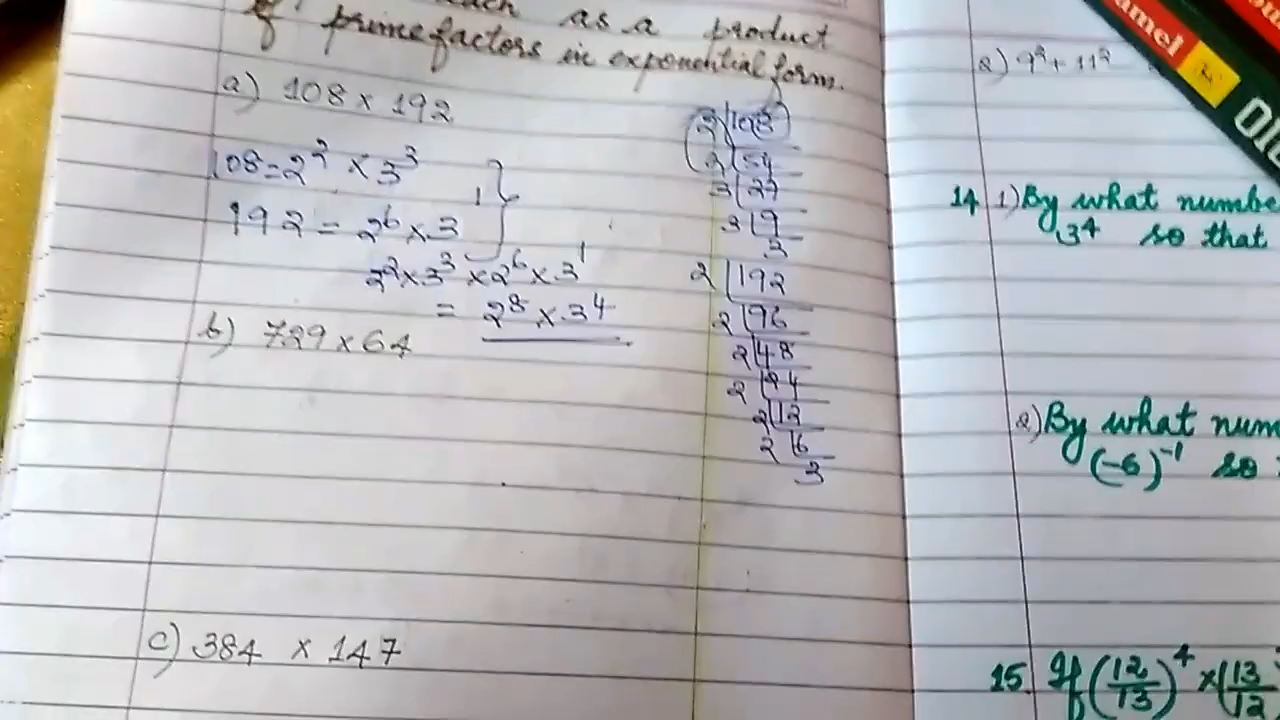 as a product
of prime factors in exponential form.
a) 108 x 192
108 = 2² x 3³
192 = 2⁶ x 3
2² x 3³ x 2⁶ x 3¹
= 2⁸ x 3⁴
b) 729 x 64
c) 384 x 147
2 108
2 54
3 27
3 9
3
2 192
2 96
2 48
2 24
2 12
2 6
3
amel
2) 9² + 11²
14 1) By what numbe
3⁴ so that
2) By what num
(-6)⁻¹ so
15. If (12/13)⁴ x (13/12